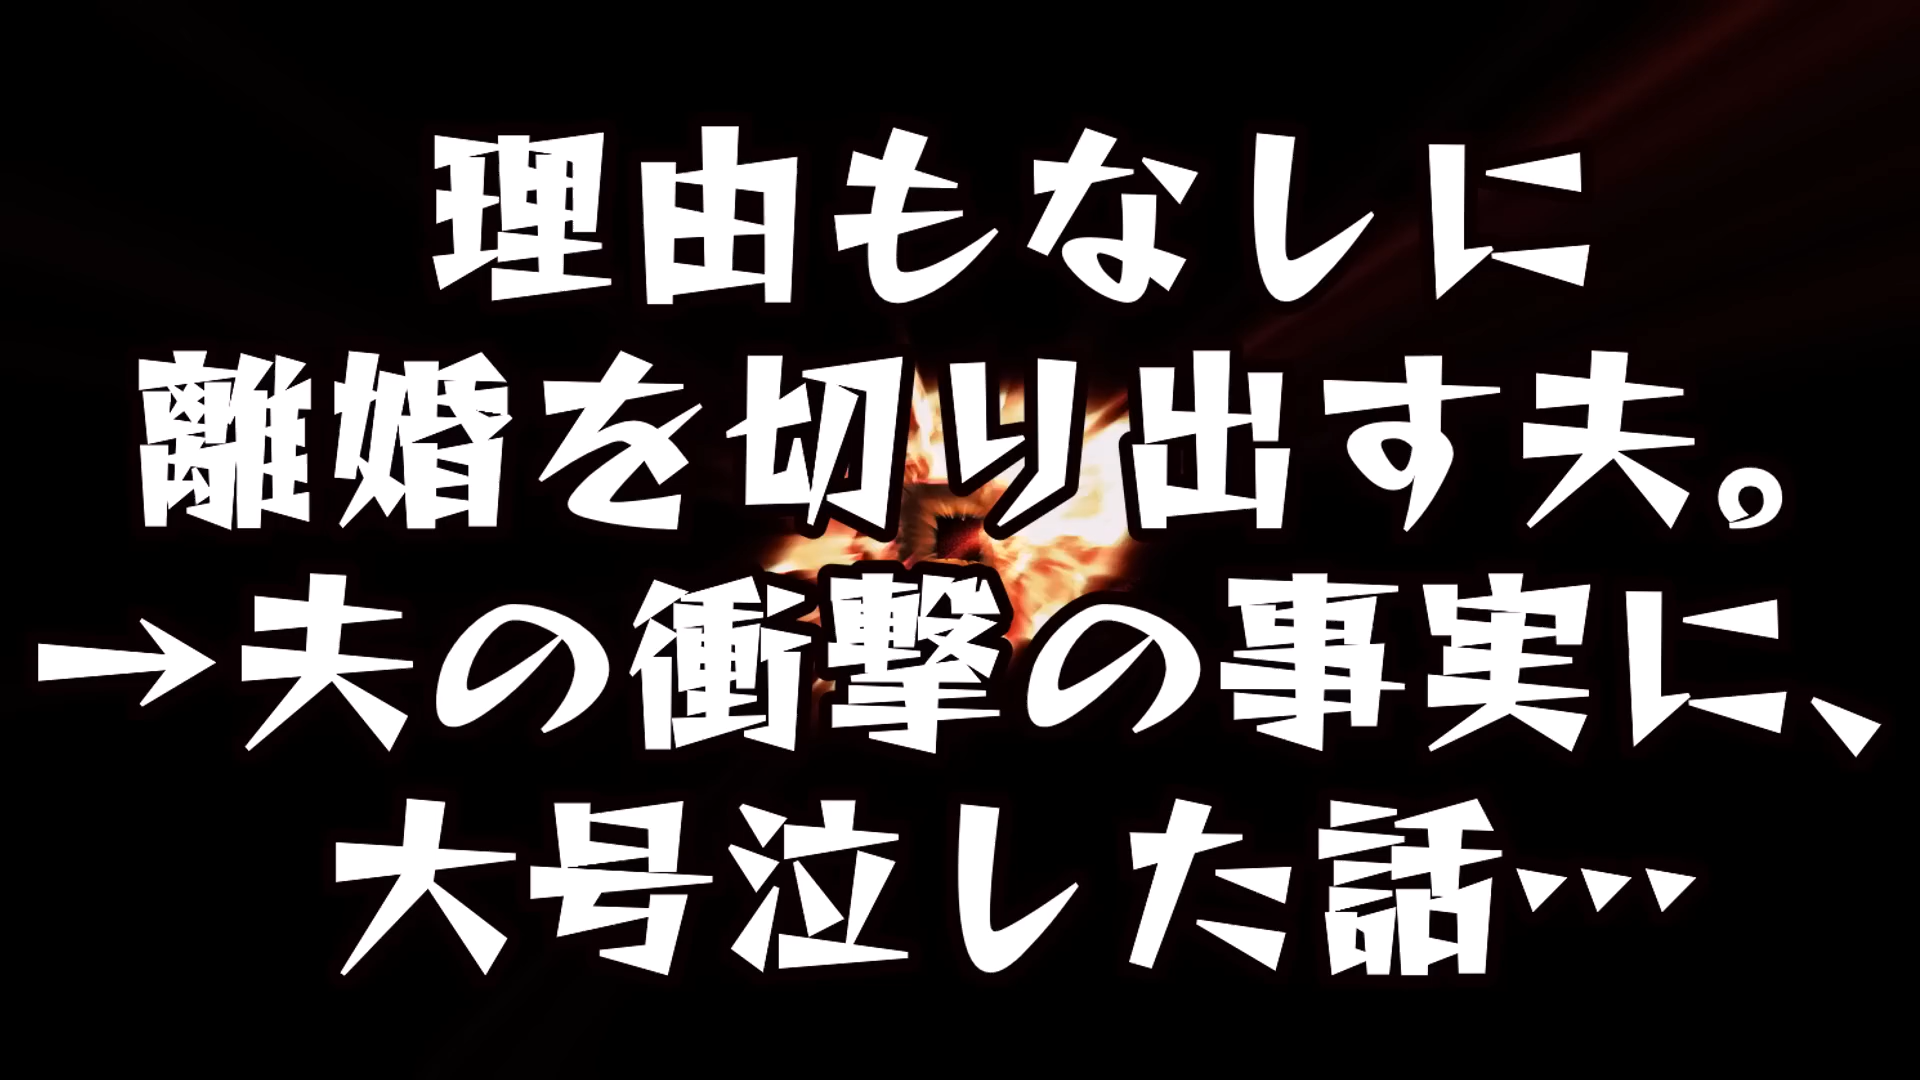 理由もなしに
離婚を切り出す夫。
→夫の衝撃の事実に、
大号泣した話…